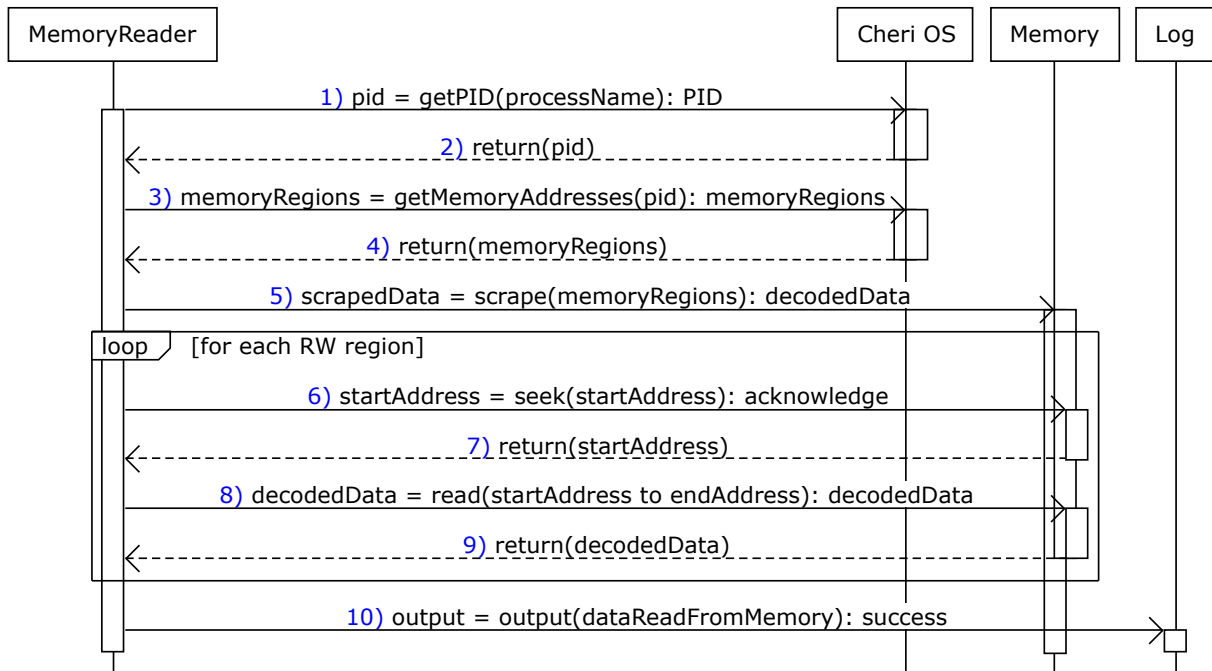 MemoryReader
Cheri OS
Memory
Log
1) pid = getPID(processName): PID
2) return(pid)
3) memoryRegions = getMemoryAddresses(pid): memoryRegions
4) return(memoryRegions)
5) scrapedData = scrape(memoryRegions): decodedData
loop [for each RW region]
6) startAddress = seek(startAddress): acknowledge
7) return(startAddress)
8) decodedData = read(startAddress to endAddress): decodedData
9) return(decodedData)
10) output = output(dataReadFromMemory): success